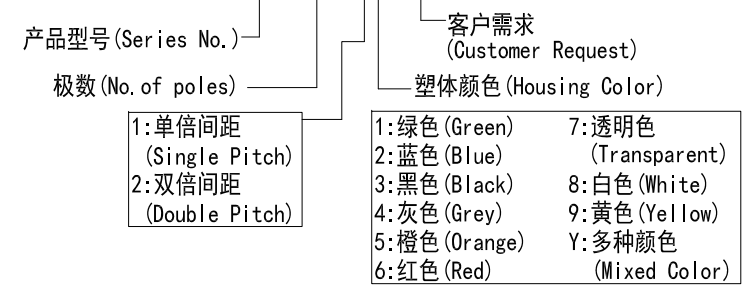 产品型号(Series No.)
客户需求
(Customer Request)
极数(No.of poles)
塑体颜色(Housing Color)
1:单倍间距
(Single Pitch)
2:双倍间距
(Double Pitch)
1:绿色(Green)
2:蓝色(Blue)
3:黑色(Black)
4:灰色(Grey)
5:橙色(Orange)
6:红色(Red)
7:透明色
(Transparent)
8:白色(White)
9:黄色(Yellow)
Y:多种颜色
(Mixed Color)